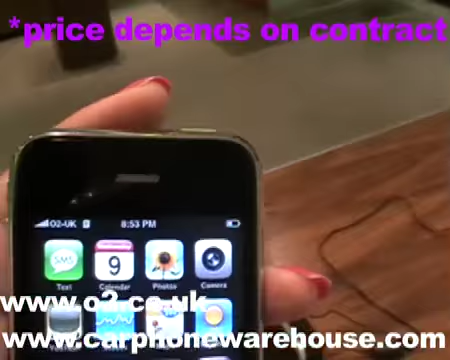 *price depends on contract
O2-UK 8:53 PM
SMS 9
Text Calendar Photos Camera
www.o2.co.uk
www.carphonewarehouse.com